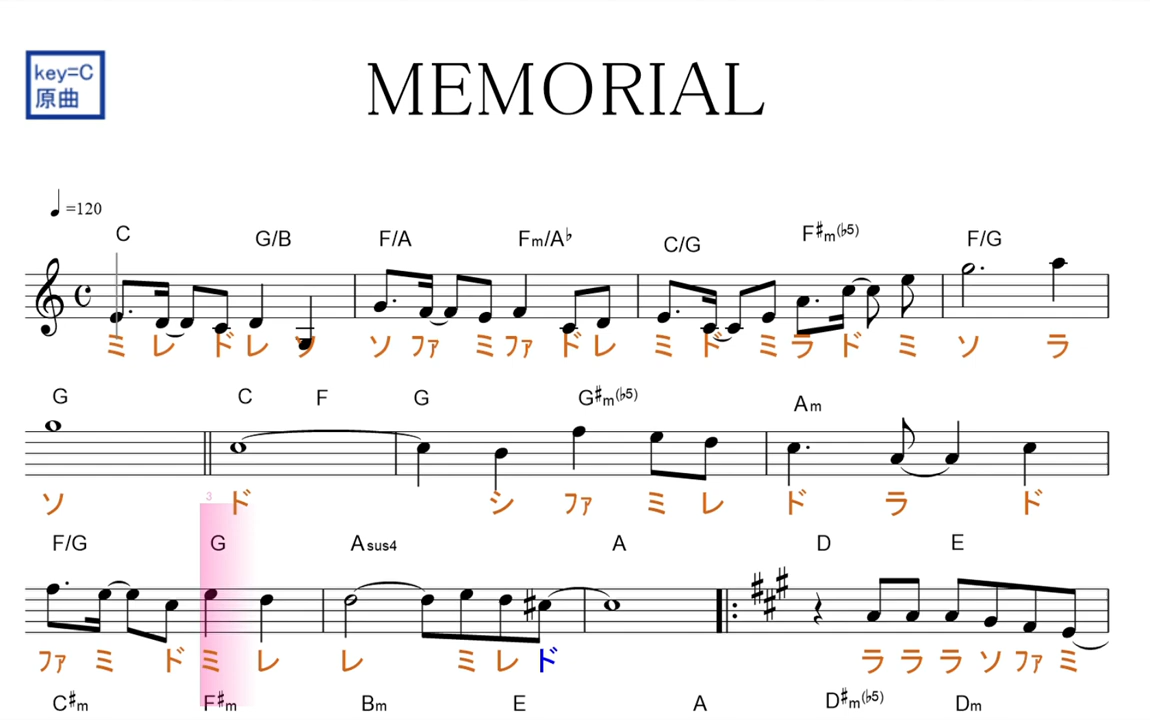 key=C
原曲
MEMORIAL
♩=120
C G/B F/A Fm/A♭ C/G F♯m(♭5) F/G
ミ レ ド レ ソ ソ ファ ミ ファ ド レ ミ ド ミ ラ ド ミ ソ ラ
G C F G G♯m(♭5) Am
ソ ド シ ファ ミ レ ド ラ ド
3
F/G G Asus4 A D E
ファ ミ ド ミ レ レ ミ レ ド ラ ラ ラ ソ ファ ミ
C♯m F♯m Bm E A D♯m(♭5) Dm